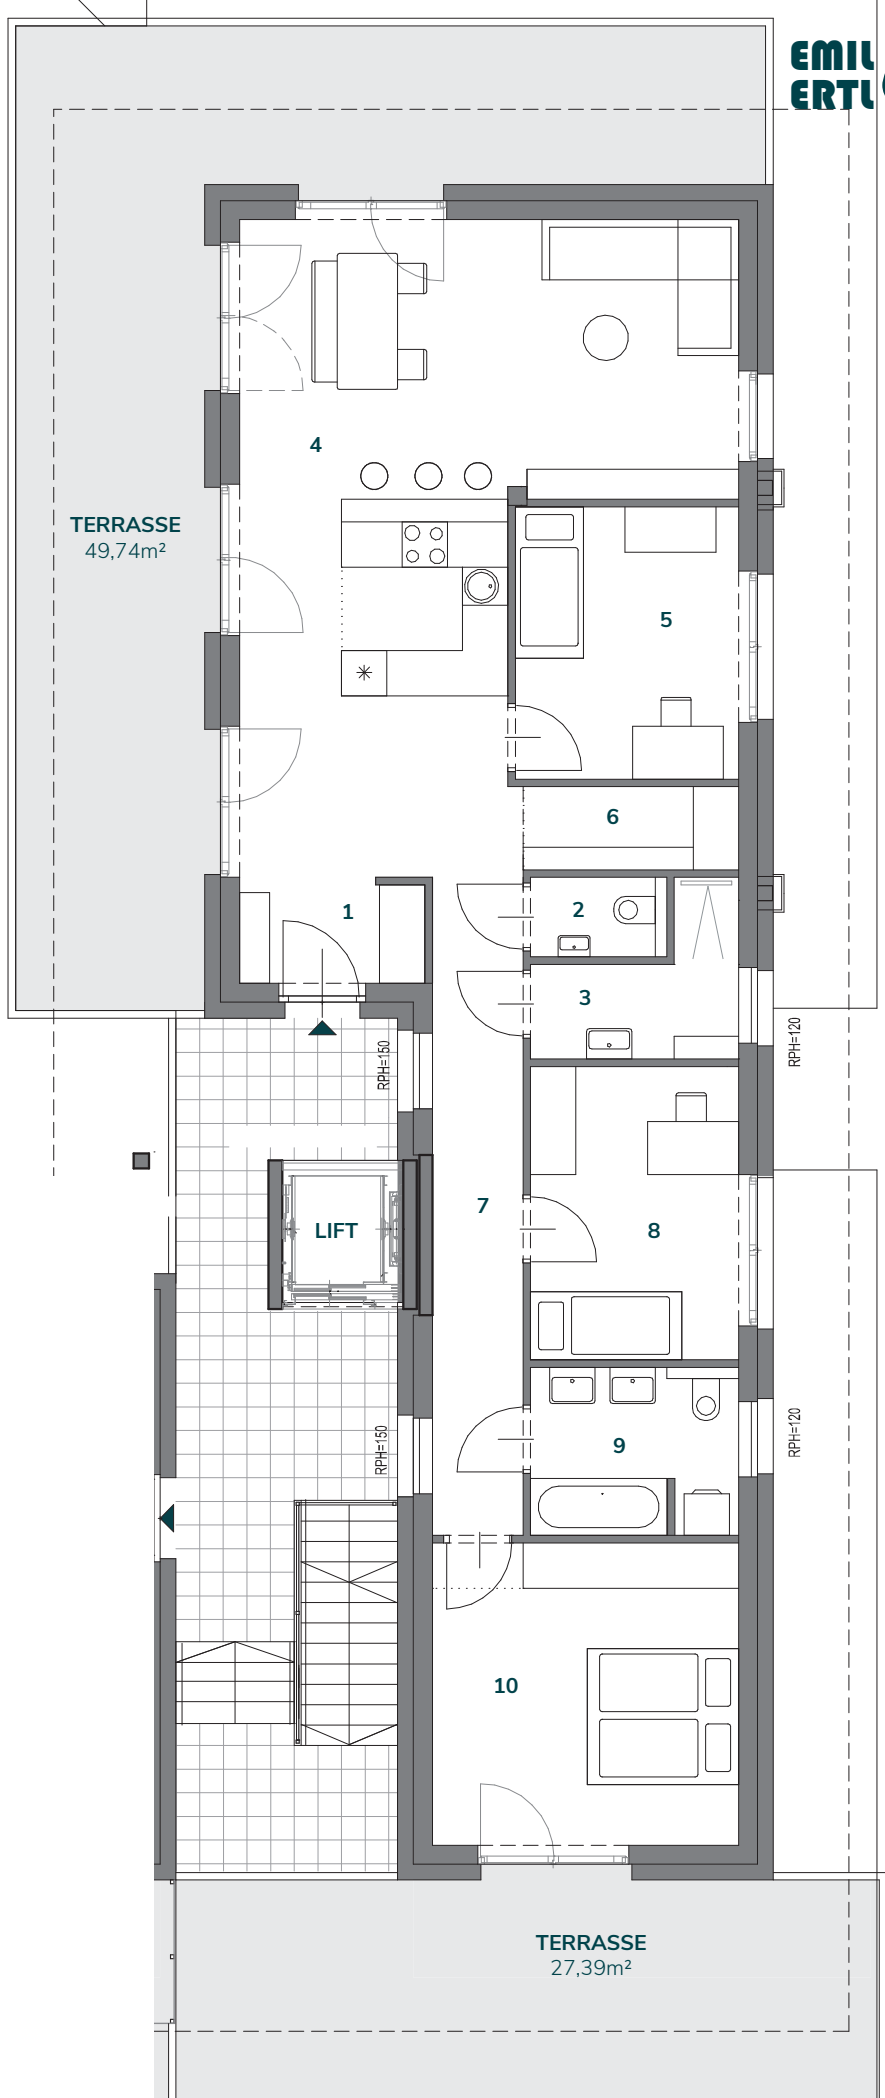 EMIL
ERTL
4
TERRASSE
49,74m²
5
6
2
1
3
RPH=120
RPH=150
7
LIFT
8
RPH=120
9
RPH=150
10
TERRASSE
27,39m²